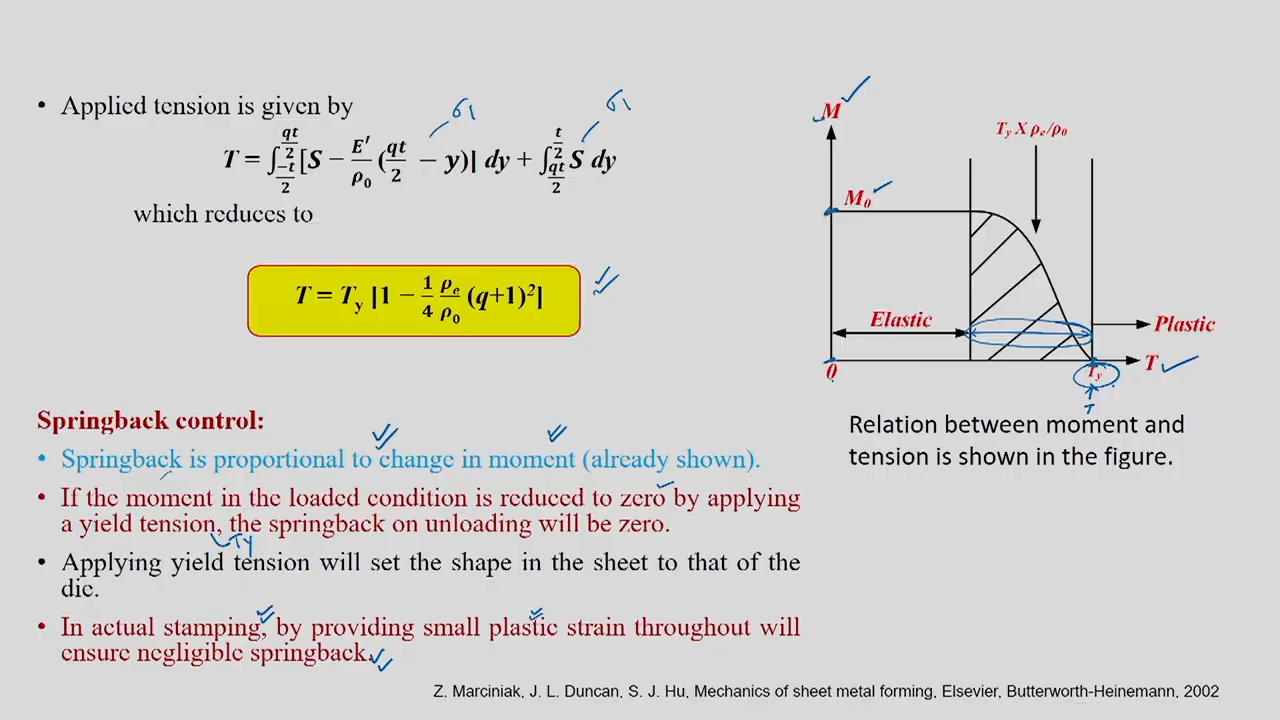 • Applied tension is given by
T = ∫_{-t/2}^{qt/2} [S − E′/ρ₀ (qt/2 − y)] dy + ∫_{qt/2}^{t/2} S dy
σ₁ σ₁
which reduces to
T = T_y [1 − 1/4 ρ_e/ρ₀ (q+1)²]
Springback control:
• Springback is proportional to change in moment (already shown).
• If the moment in the loaded condition is reduced to zero by applying
a yield tension, the springback on unloading will be zero.
Ty
• Applying yield tension will set the shape in the sheet to that of the
die.
• In actual stamping, by providing small plastic strain throughout will
ensure negligible springback.
M
T_y X ρ_e/ρ₀
M₀
Elastic
Plastic
0
T_y
T
Relation between moment and
tension is shown in the figure.
Z. Marciniak, J. L. Duncan, S. J. Hu, Mechanics of sheet metal forming, Elsevier, Butterworth-Heinemann, 2002